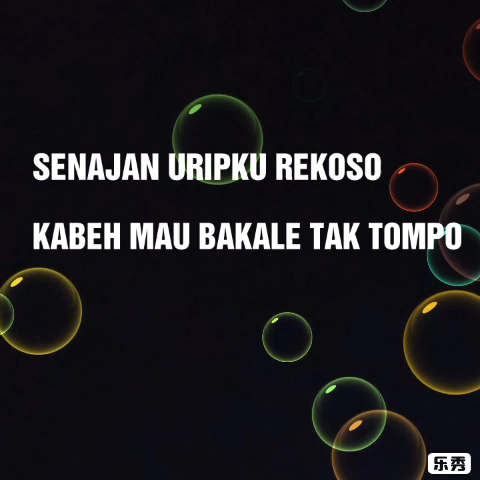 SENAJAN URIPKU REKOSO
KABEH MAU BAKALE TAK TOMPO
乐秀